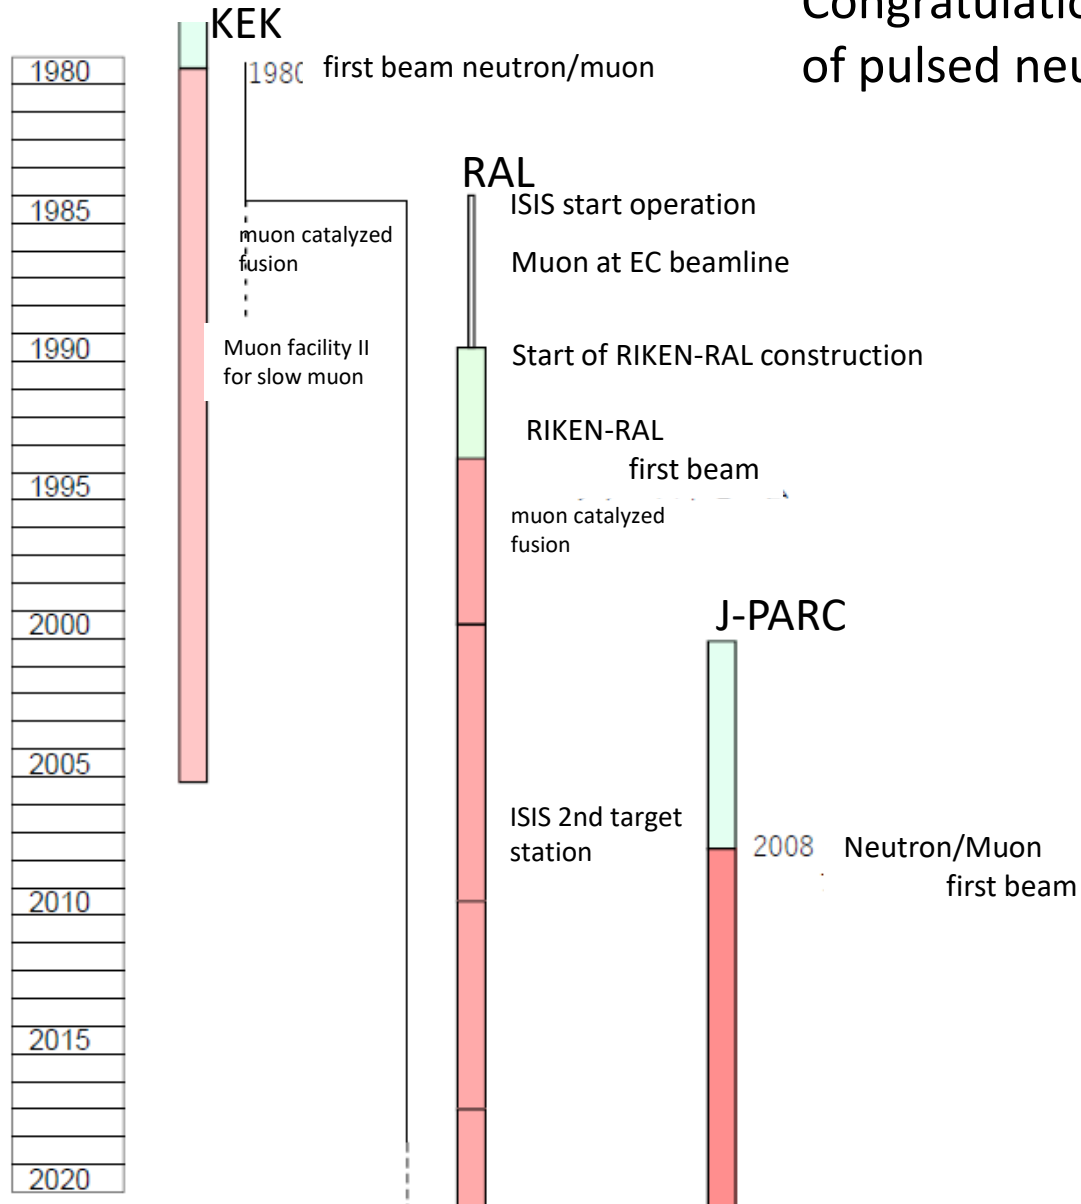 KEK
of pulsed
1980
1980 first beam neutron/muon
RAL
1985
ISIS start operation
muon catalyzed
fusion
Muon at EC beamline
1990
Muon facility II
for slow muon
Start of RIKEN-RAL construction
RIKEN-RAL
first beam
1995
muon catalyzed
fusion
J-PARC
2000
2005
ISIS 2nd target
station
2008 Neutron/Muon
first beam
2010
2015
2020